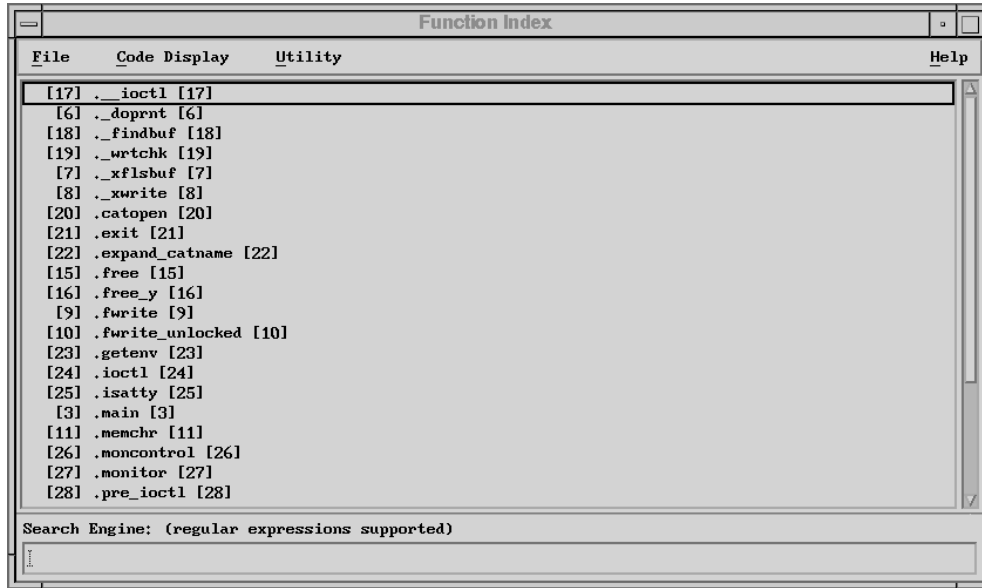 Function Index
File Code Display Utility Help
[17] .__ioctl [17]
[6] ._doprnt [6]
[18] ._findbuf [18]
[19] ._wrtchk [19]
[7] ._xflsbuf [7]
[8] ._xwrite [8]
[20] .catopen [20]
[21] .exit [21]
[22] .expand_catname [22]
[15] .free [15]
[16] .free_y [16]
[9] .fwrite [9]
[10] .fwrite_unlocked [10]
[23] .getenv [23]
[24] .ioctl [24]
[25] .isatty [25]
[3] .main [3]
[11] .memchr [11]
[26] .moncontrol [26]
[27] .monitor [27]
[28] .pre_ioctl [28]
Search Engine: (regular expressions supported)